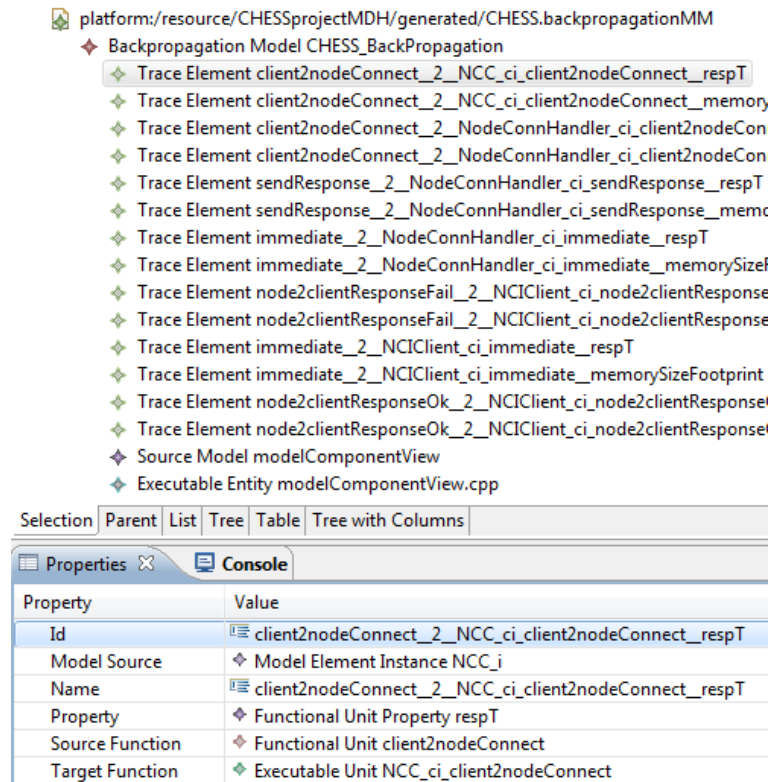 platform:/resource/CHESSprojectMDH/generated/CHESS.backpropagationMM
Backpropagation Model CHESS_BackPropagation
Trace Element client2nodeConnect__2__NCC_ci_client2nodeConnect__respT
Trace Element client2nodeConnect__2__NCC_ci_client2nodeConnect__memory
Trace Element client2nodeConnect__2__NodeConnHandler_ci_client2nodeCon
Trace Element client2nodeConnect__2__NodeConnHandler_ci_client2nodeCon
Trace Element sendResponse__2__NodeConnHandler_ci_sendResponse__respT
Trace Element sendResponse__2__NodeConnHandler_ci_sendResponse__memo
Trace Element immediate__2__NodeConnHandler_ci_immediate__respT
Trace Element immediate__2__NodeConnHandler_ci_immediate__memorySizeF
Trace Element node2clientResponseFail__2__NCIClient_ci_node2clientResponse
Trace Element node2clientResponseFail__2__NCIClient_ci_node2clientResponse
Trace Element immediate__2__NCIClient_ci_immediate__respT
Trace Element immediate__2__NCIClient_ci_immediate__memorySizeFootprint
Trace Element node2clientResponseOk__2__NCIClient_ci_node2clientResponse
Trace Element node2clientResponseOk__2__NCIClient_ci_node2clientResponse
Source Model modelComponentView
Executable Entity modelComponentView.cpp
Selection Parent List Tree Table Tree with Columns
Properties Console
Property Value
Id client2nodeConnect__2__NCC_ci_client2nodeConnect__respT
Model Source Model Element Instance NCC_i
Name client2nodeConnect__2__NCC_ci_client2nodeConnect__respT
Property Functional Unit Property respT
Source Function Functional Unit client2nodeConnect
Target Function Executable Unit NCC_ci_client2nodeConnect